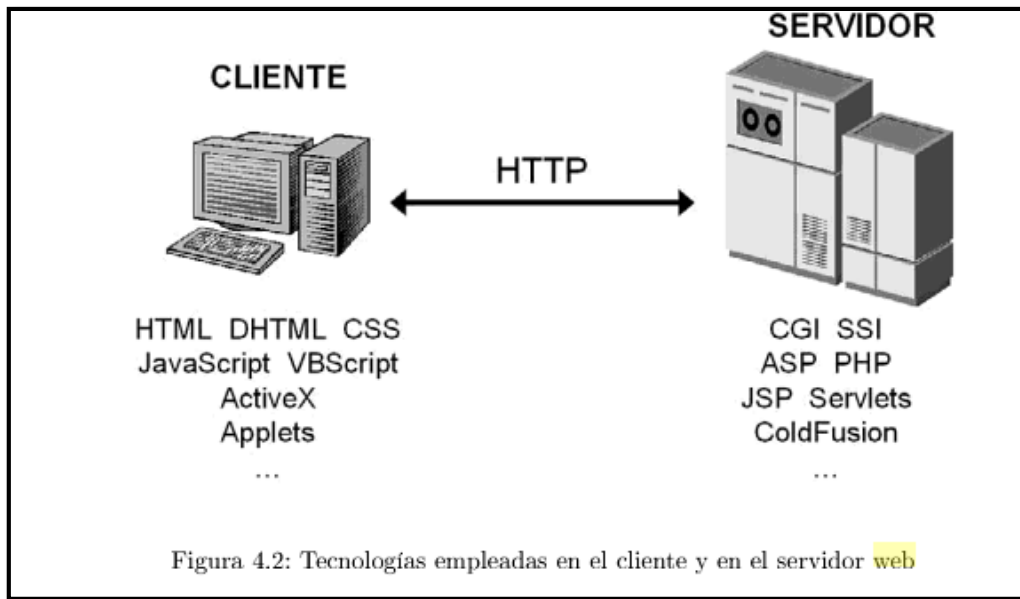 SERVIDOR
CLIENTE
HTTP
HTML DHTML CSS
JavaScript VBScript
ActiveX
Applets
...
CGI SSI
ASP PHP
JSP Servlets
ColdFusion
...
Figura 4.2: Tecnologías empleadas en el cliente y en el servidor web